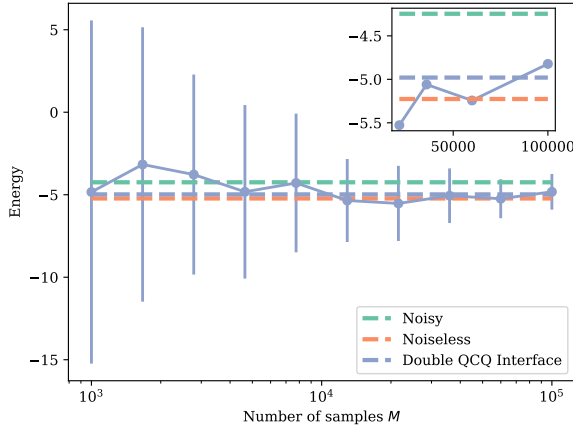 5
0
−5
−10
−15
Energy
10³
10⁴
10⁵
Number of samples M
−4.5
−5.0
−5.5
50000
100000
Noisy
Noiseless
Double QCQ Interface